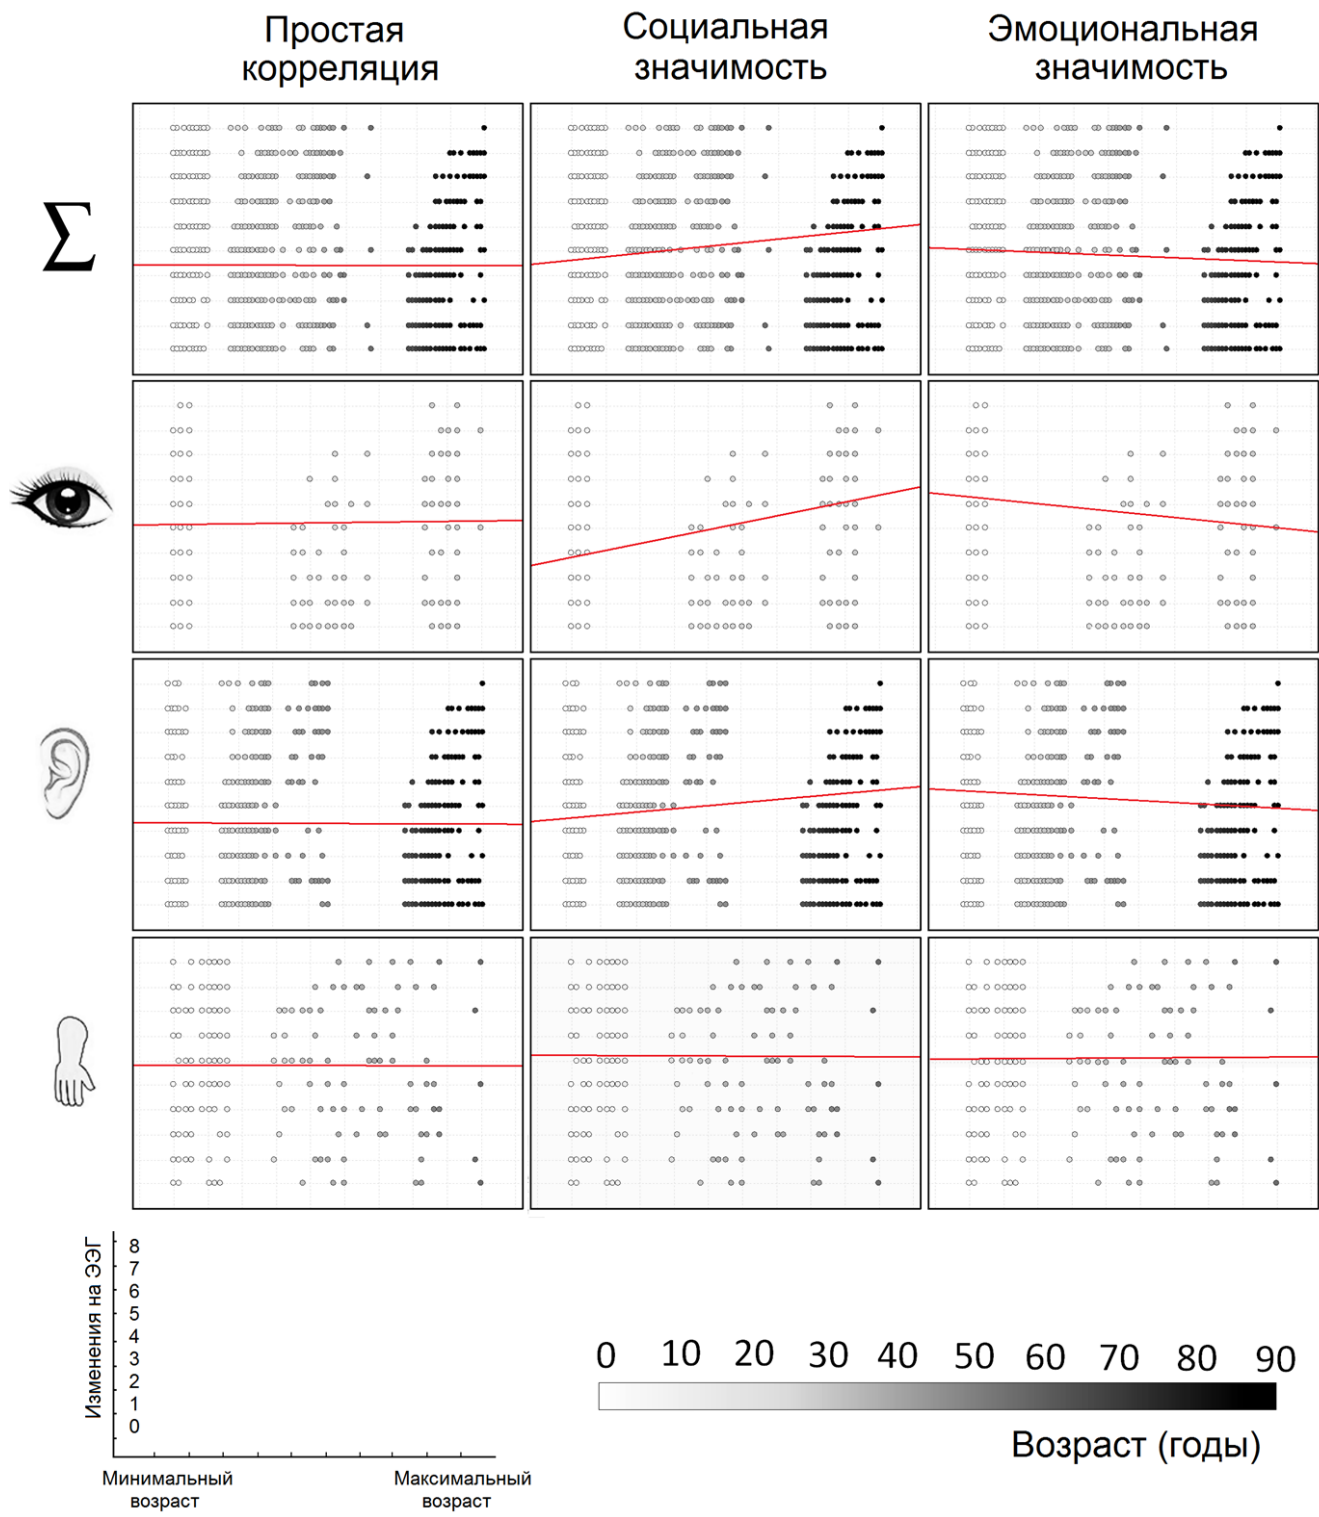 Простая
корреляция
Социальная
значимость
Эмоциональная
значимость
Σ
Изменения на ЭЭГ
8
7
6
5
4
3
2
1
0
Минимальный
возраст
Максимальный
возраст
0 10 20 30 40 50 60 70 80 90
Возраст (годы)